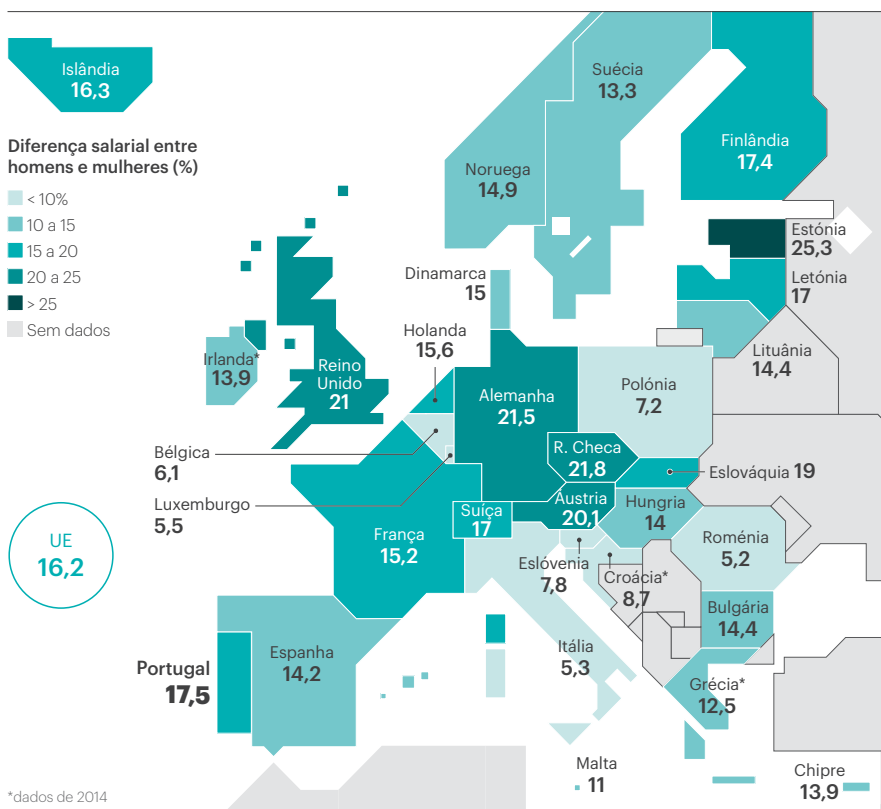 Islândia
16,3
Diferença salarial entre
homens e mulheres (%)
< 10%
10 a 15
15 a 20
20 a 25
> 25
Sem dados
Suécia
13,3
Noruega
14,9
Finlândia
17,4
Estónia
25,3
Letónia
17
Lituânia
14,4
Dinamarca
15
Holanda
15,6
Irlanda*
13,9
Reino
Unido
21
Alemanha
21,5
Polónia
7,2
Bélgica
6,1
Luxemburgo
5,5
R. Checa
21,8
Eslováquia 19
Áustria
20,1
Hungria
14
Suíça
17
França
15,2
UE
16,2
Eslóvenia
7,8
Croácia*
8,7
Roménia
5,2
Bulgária
14,4
Itália
5,3
Grécia*
12,5
Portugal
17,5
Espanha
14,2
Malta
11
Chipre
13,9
*dados de 2014